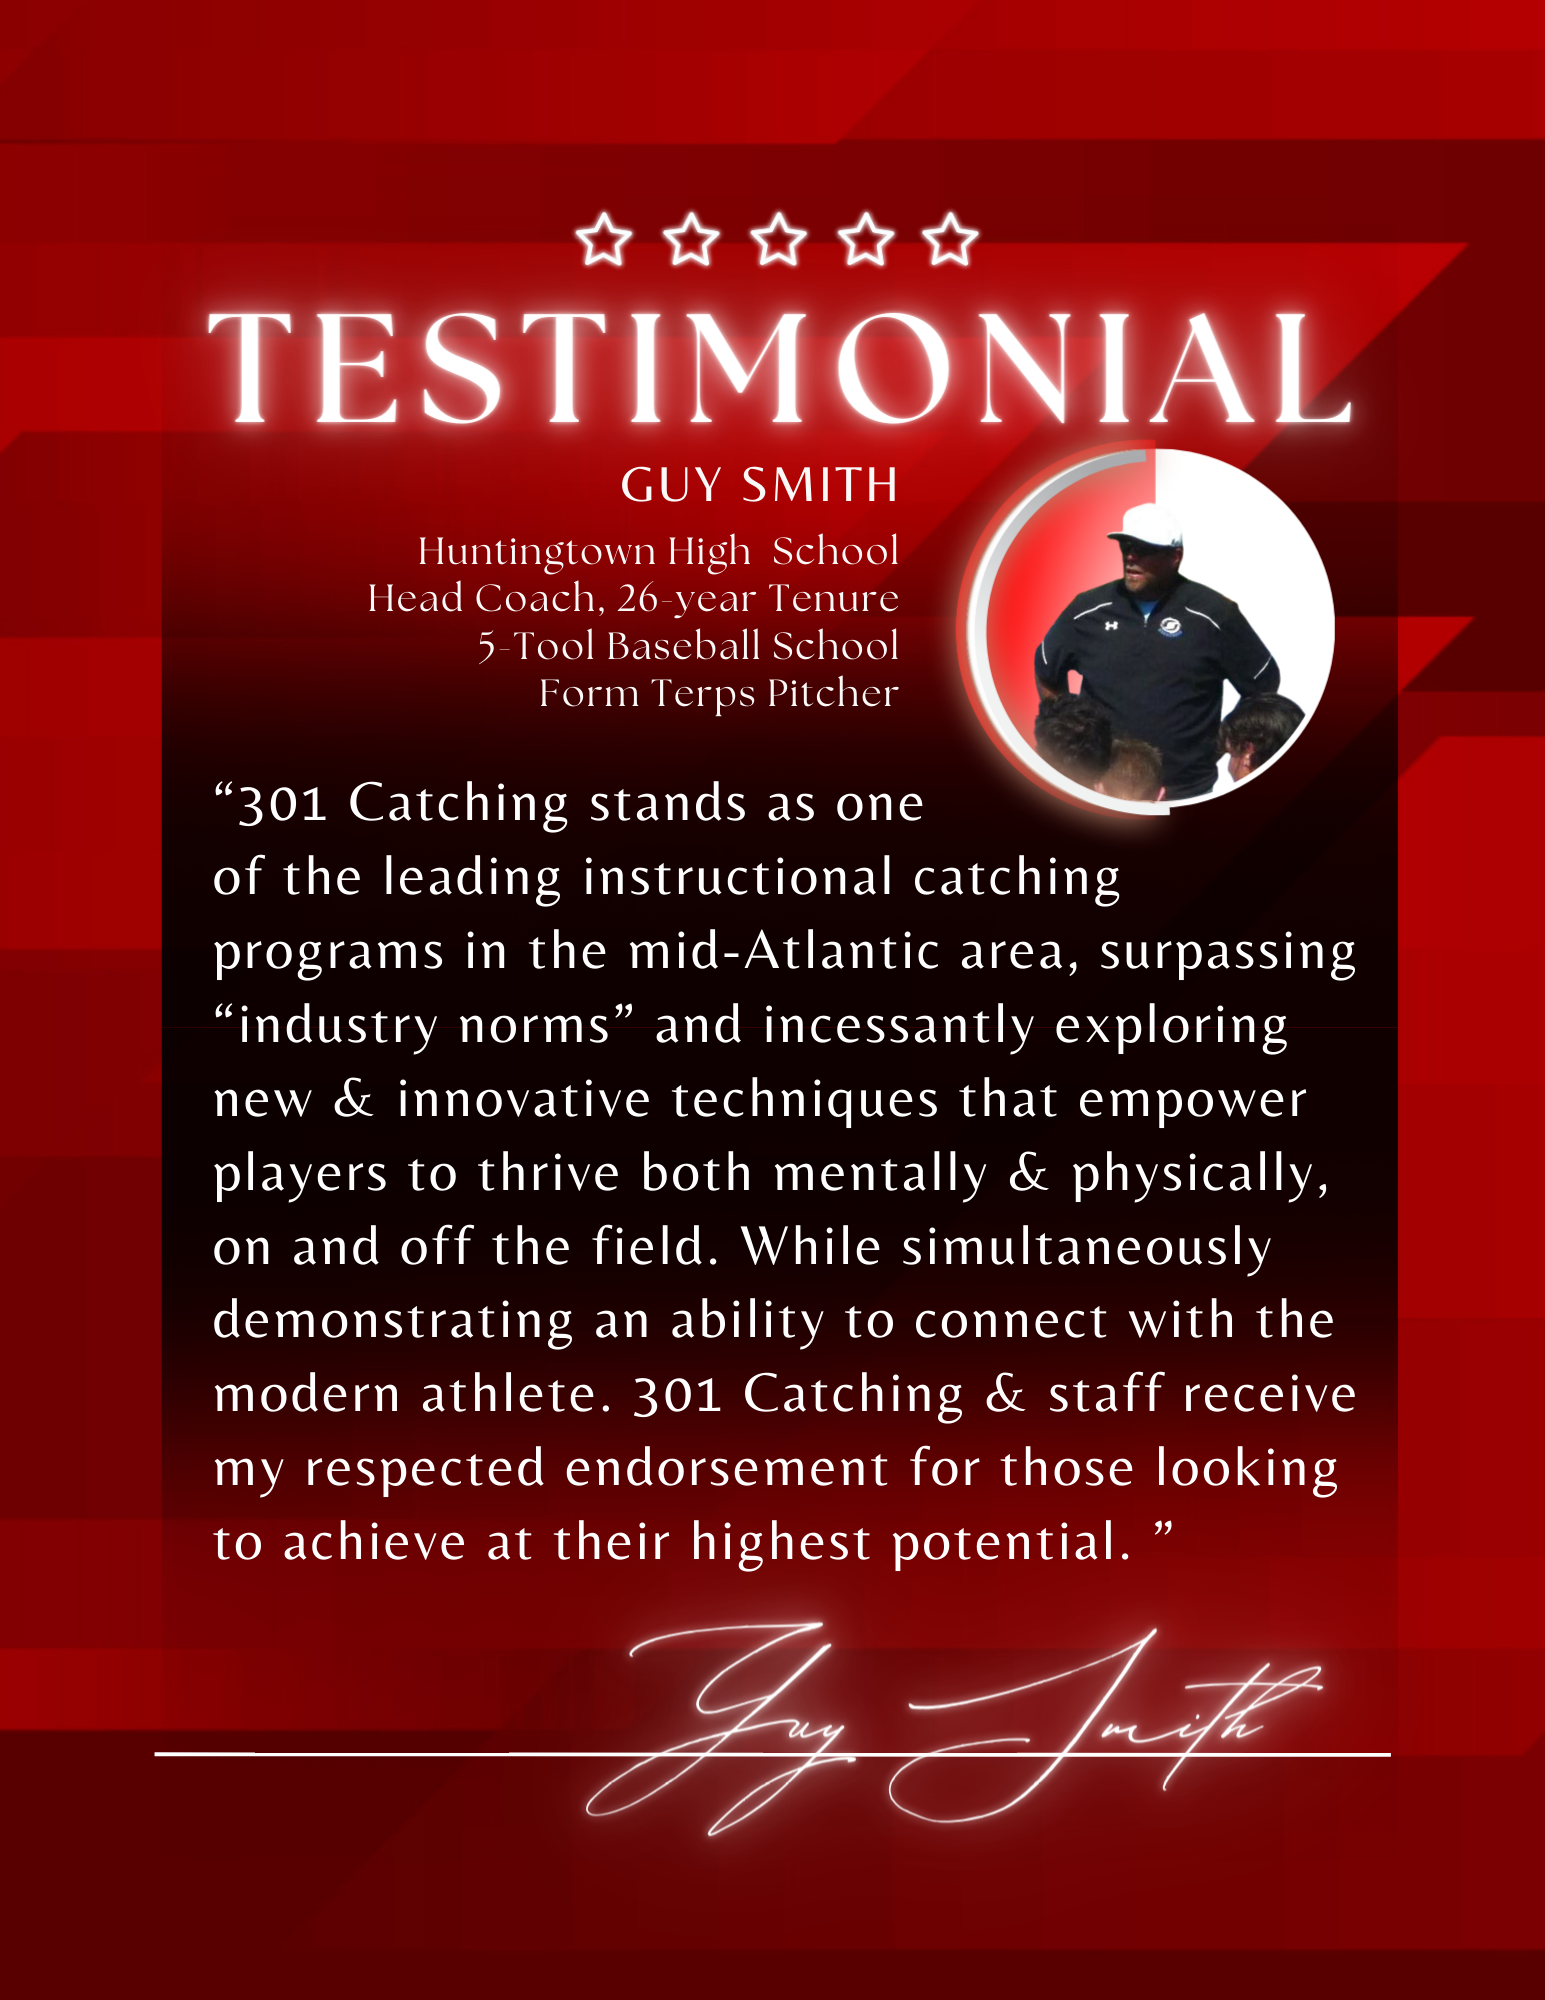 TESTIMONIAL
GUY SMITH
Huntingtown High School
Head Coach, 26-year Tenure
5-Tool Baseball School
Form Terps Pitcher
“301 Catching stands as one
of the leading instructional catching
programs in the mid-Atlantic area, surpassing
“industry norms” and incessantly exploring
new & innovative techniques that empower
players to thrive both mentally & physically,
on and off the field. While simultaneously
demonstrating an ability to connect with the
modern athlete. 301 Catching & staff receive
my respected endorsement for those looking
to achieve at their highest potential. ”
Guy Smith